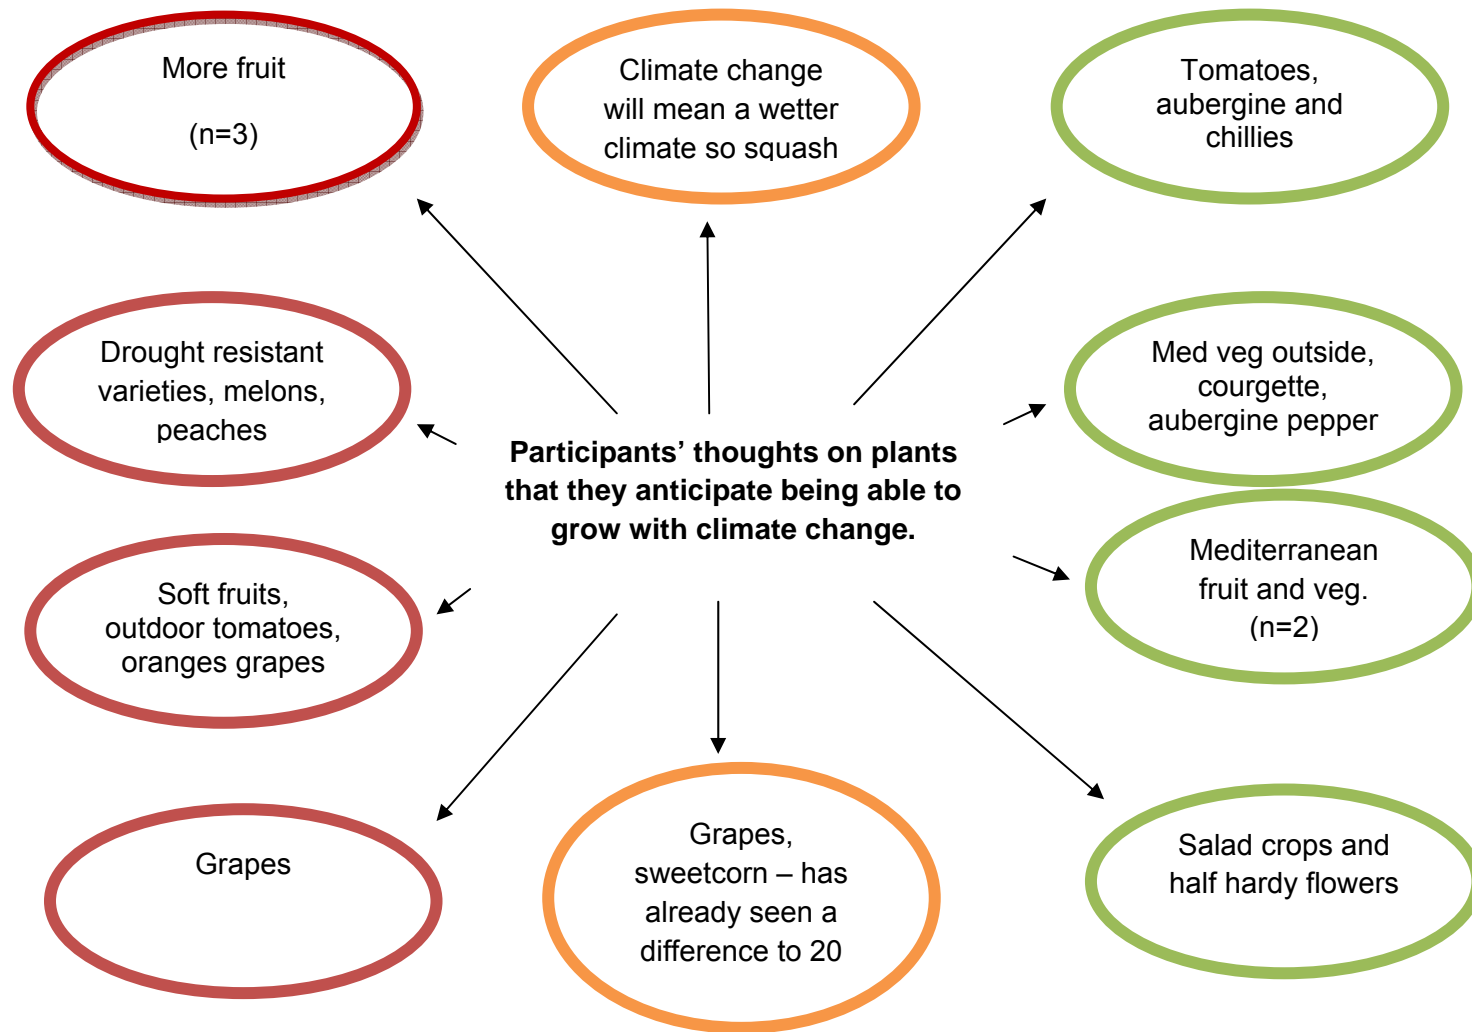 More fruit
(n=3)
Climate change
will mean a wetter
climate so squash
Tomatoes,
aubergine and
chillies
Drought resistant
varieties, melons,
peaches
Participants’ thoughts on plants
that they anticipate being able to
grow with climate change.
Med veg outside,
courgette,
aubergine pepper
Soft fruits,
outdoor tomatoes,
oranges grapes
Mediterranean
fruit and veg.
(n=2)
Grapes
Grapes,
sweetcorn – has
already seen a
difference to 20
Salad crops and
half hardy flowers